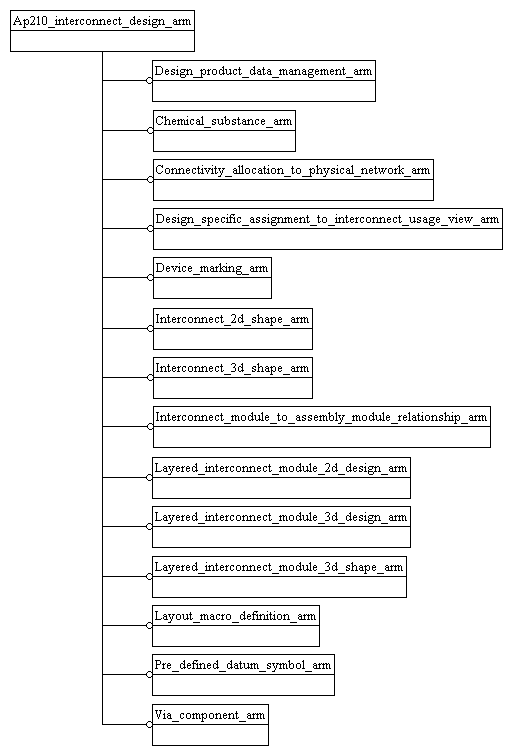 Ap210_interconnect_design_arm
Design_product_data_management_arm
Chemical_substance_arm
Connectivity_allocation_to_physical_network_arm
Design_specific_assignment_to_interconnect_usage_view_arm
Device_marking_arm
Interconnect_2d_shape_arm
Interconnect_3d_shape_arm
Interconnect_module_to_assembly_module_relationship_arm
Layered_interconnect_module_2d_design_arm
Layered_interconnect_module_3d_design_arm
Layered_interconnect_module_3d_shape_arm
Layout_macro_definition_arm
Pre_defined_datum_symbol_arm
Via_component_arm